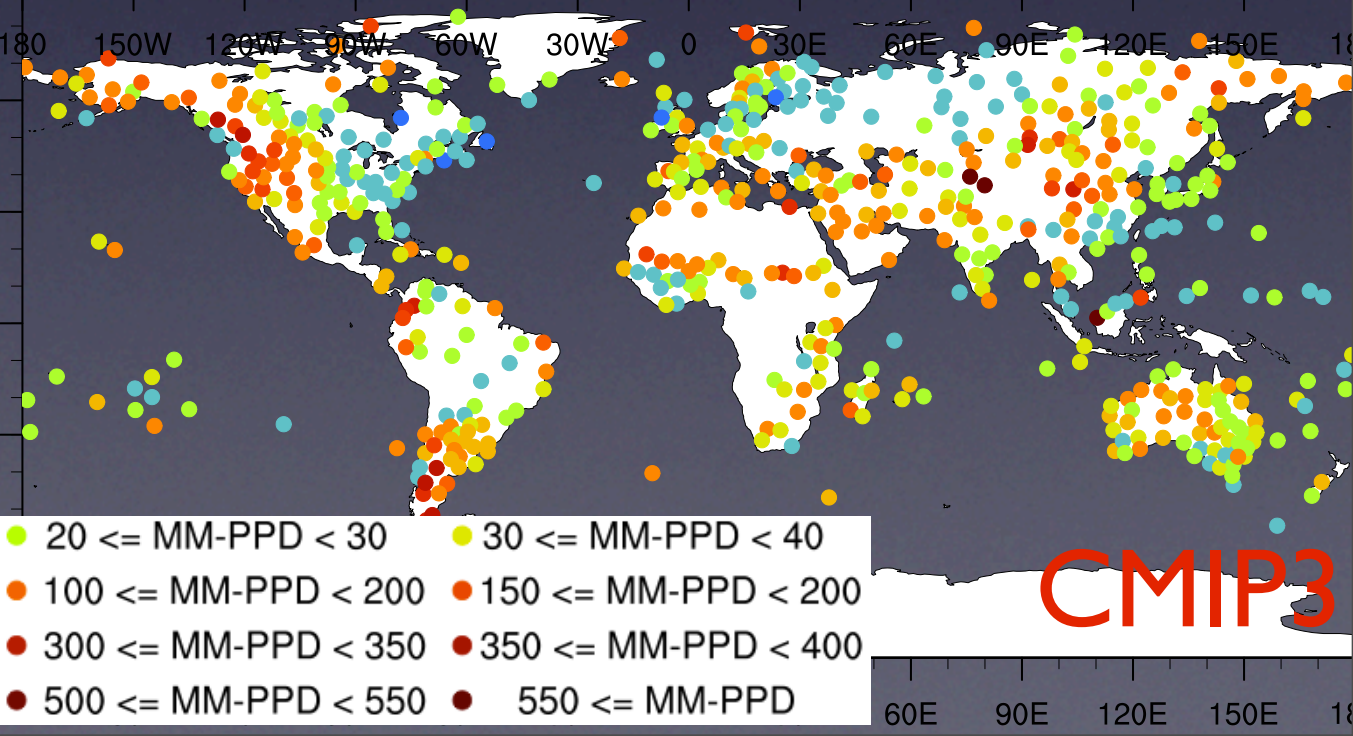 180 150W 120W 90W 60W 30W 0 30E 60E 90E 120E 150E 18
20 <= MM-PPD < 30 30 <= MM-PPD < 40
100 <= MM-PPD < 200 150 <= MM-PPD < 200
300 <= MM-PPD < 350 350 <= MM-PPD < 400
500 <= MM-PPD < 550 550 <= MM-PPD
CMIP3
60E 90E 120E 150E 18